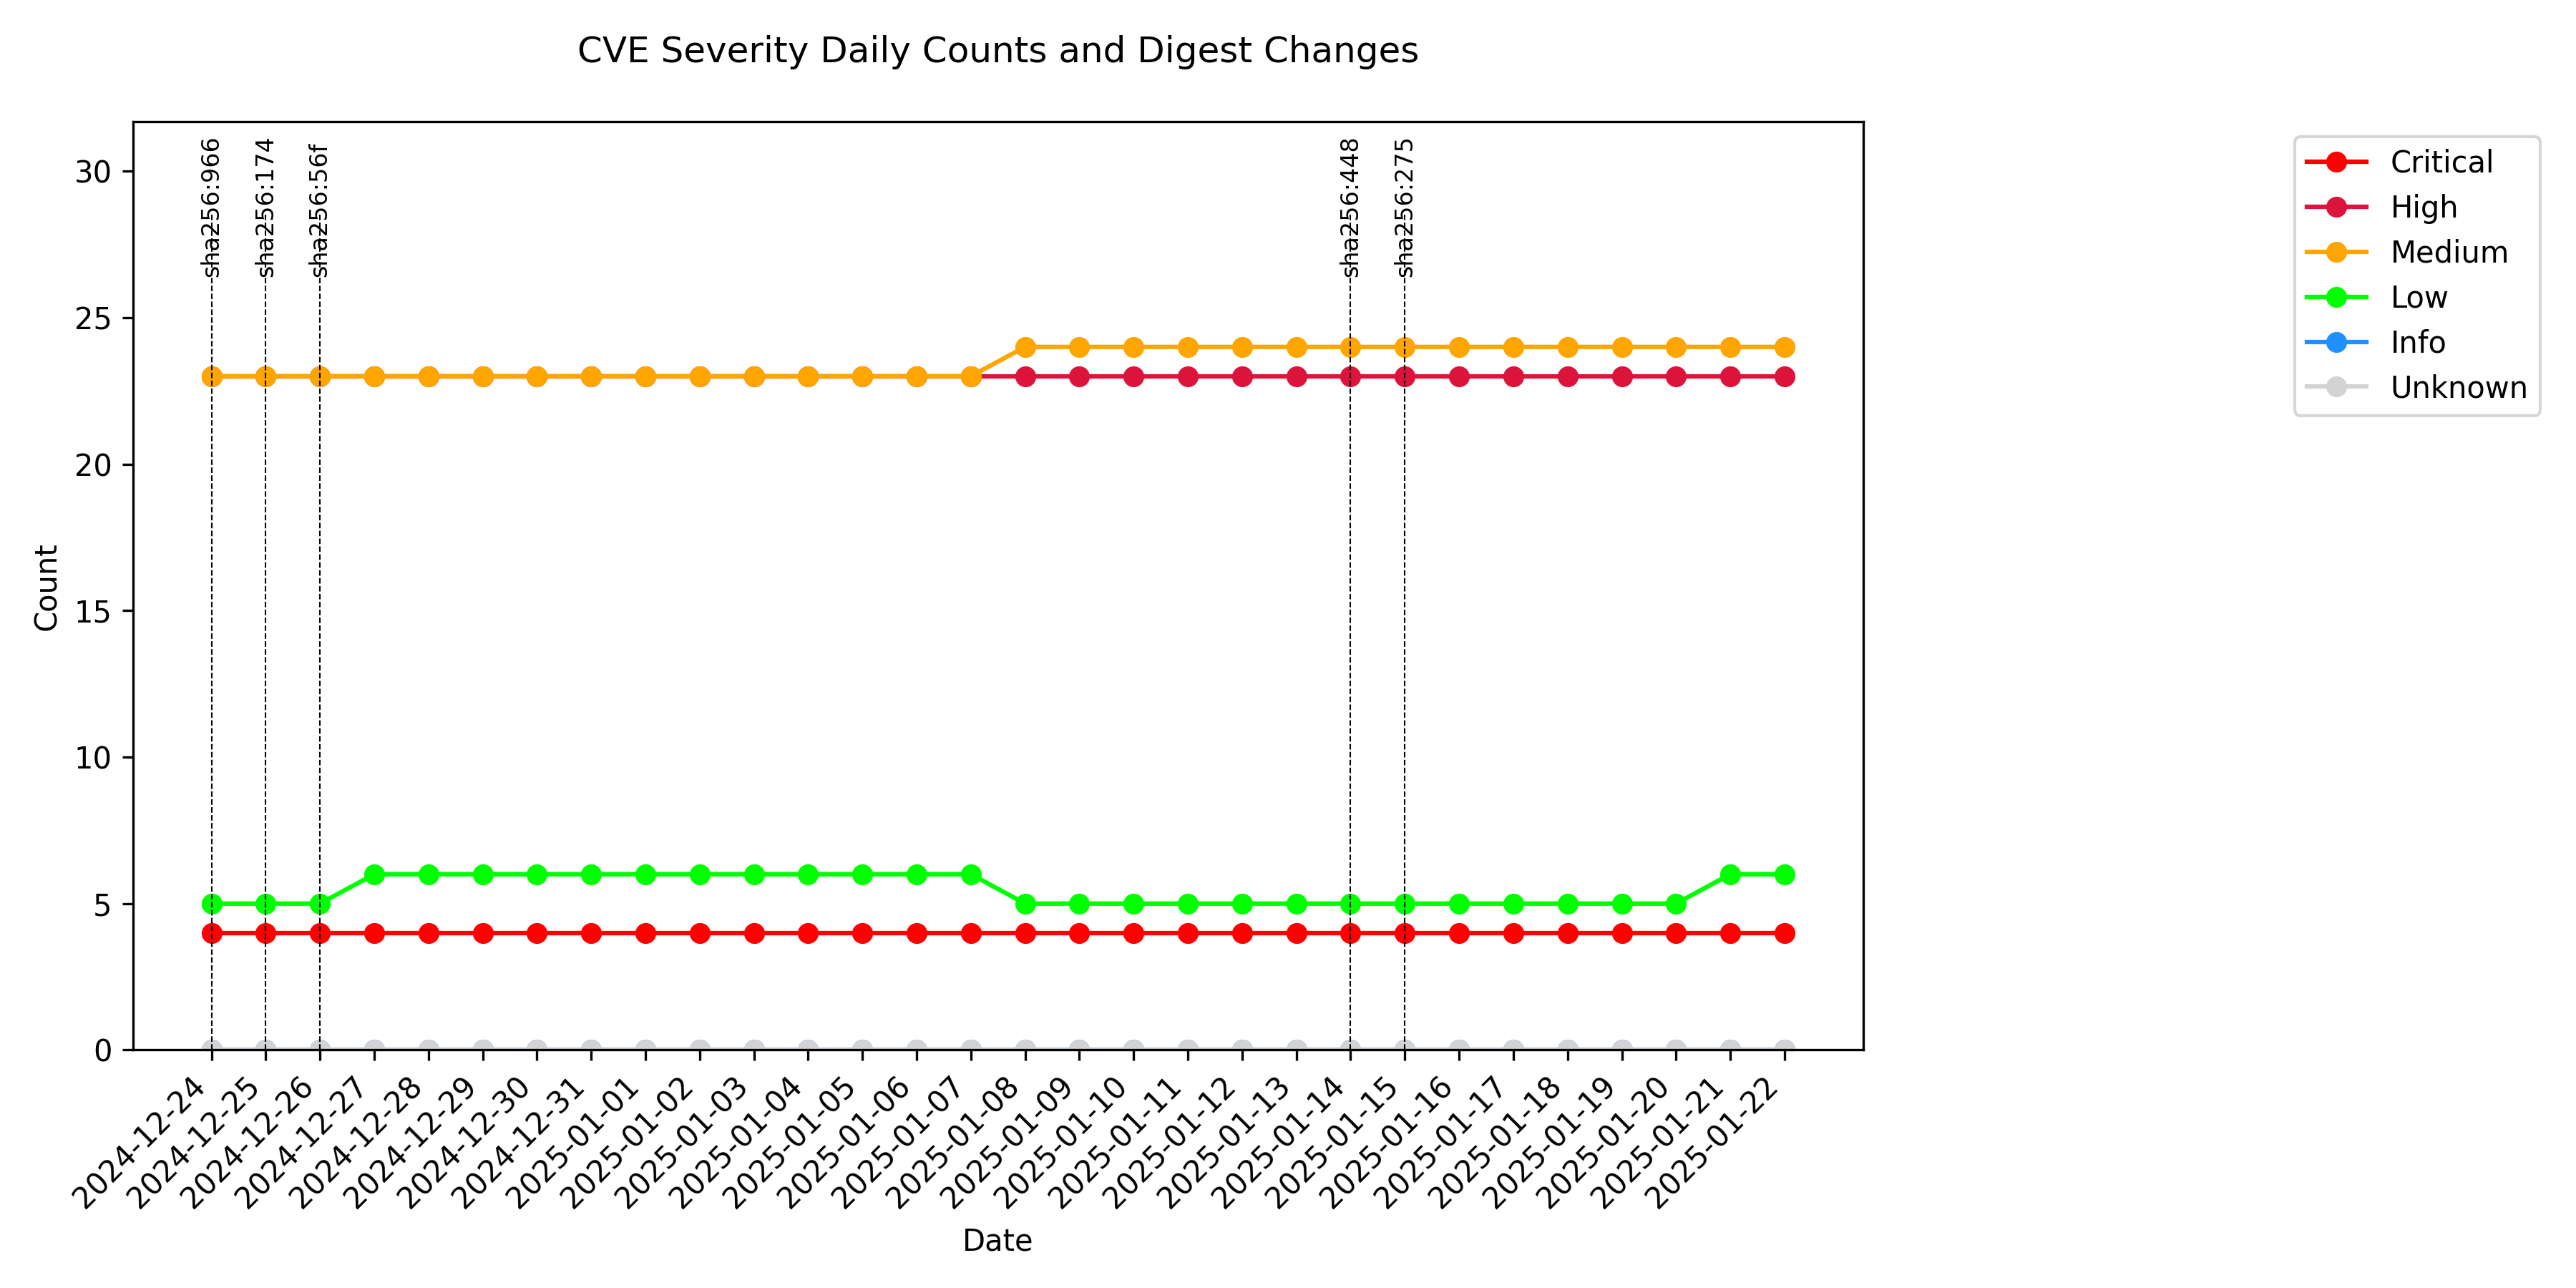 CVE Severity Daily Counts and Digest Changes
sha256:966
sha256:174
sha256:56f
sha256:448
sha256:275
Critical
High
Medium
Low
Info
Unknown
30
25
20
15
10
5
0
Count
2024-12-24
2024-12-25
2024-12-26
2024-12-27
2024-12-28
2024-12-29
2024-12-30
2024-12-31
2025-01-01
2025-01-02
2025-01-03
2025-01-04
2025-01-05
2025-01-06
2025-01-07
2025-01-08
2025-01-09
2025-01-10
2025-01-11
2025-01-12
2025-01-13
2025-01-14
2025-01-15
2025-01-16
2025-01-17
2025-01-18
2025-01-19
2025-01-20
2025-01-21
2025-01-22
Date